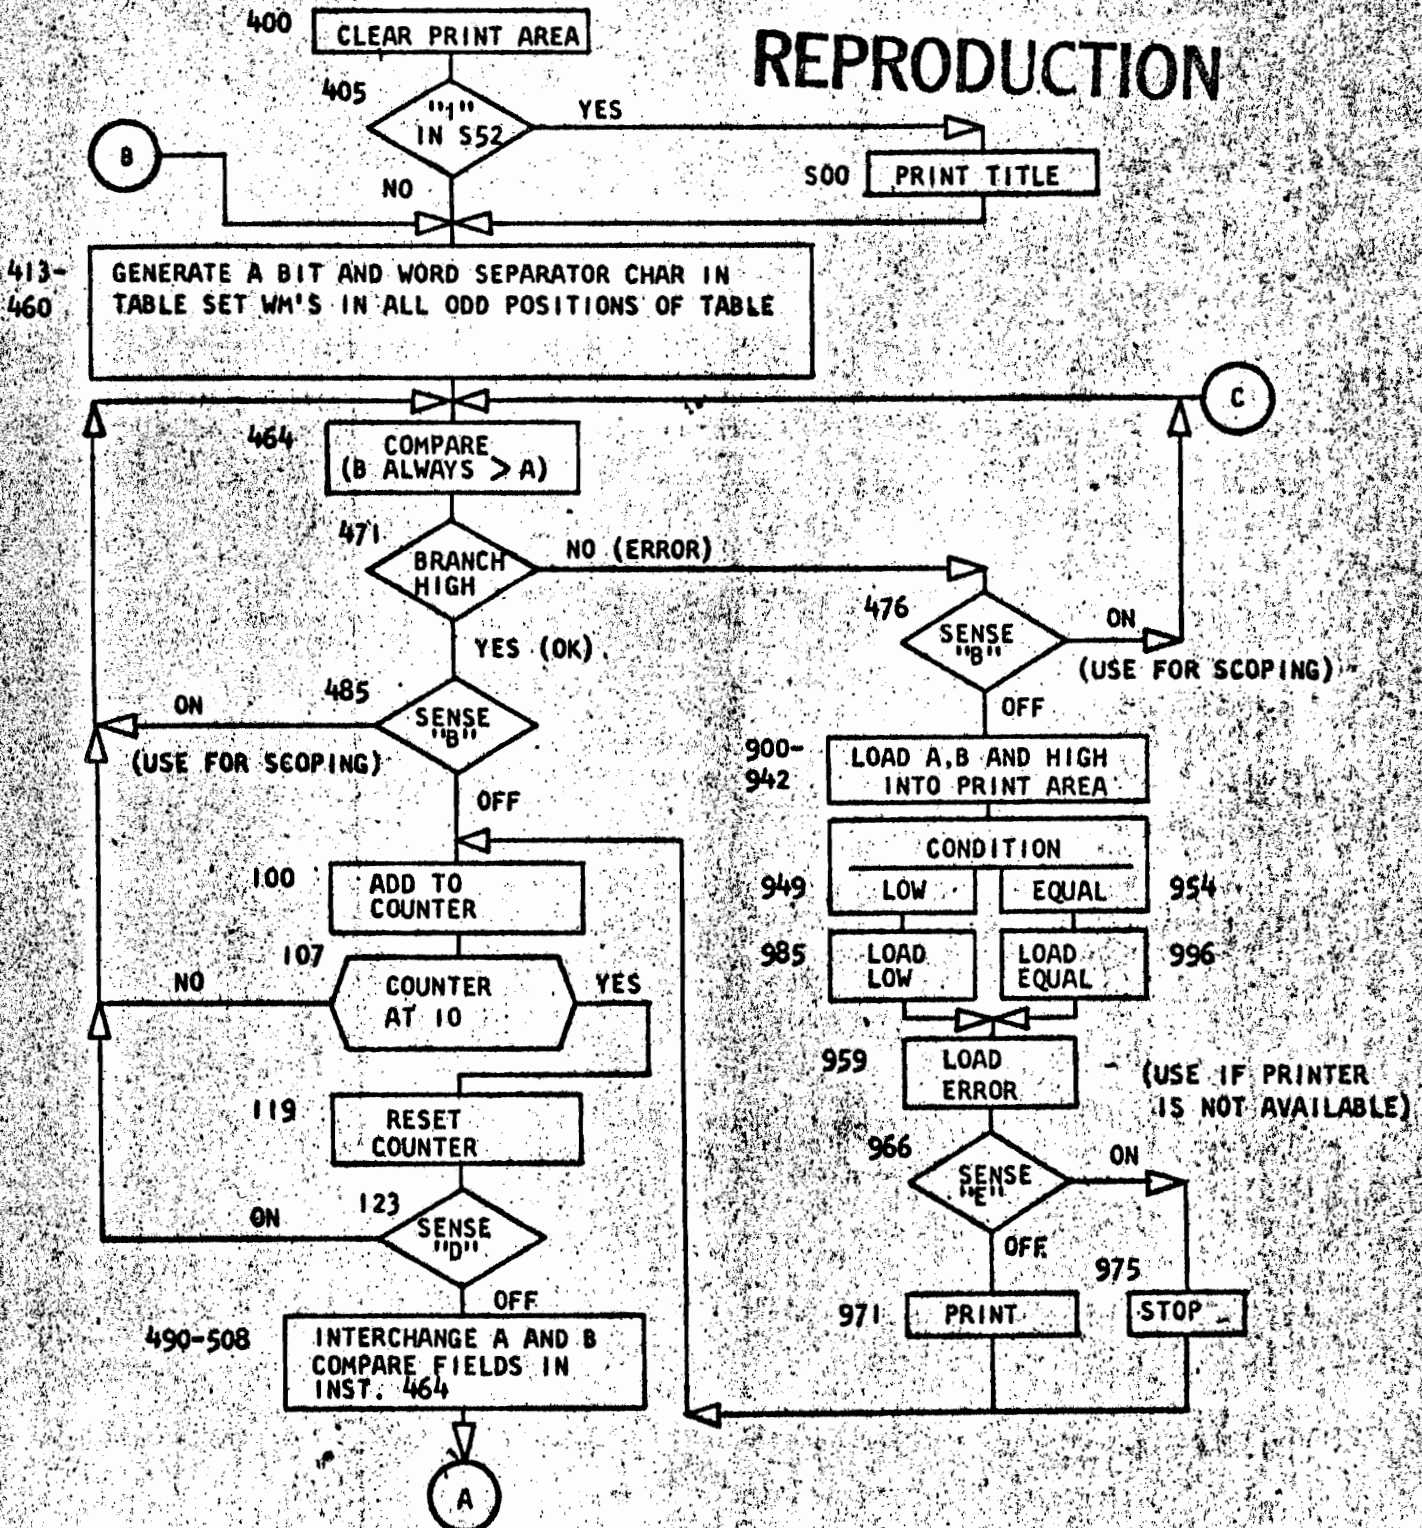 REPRODUCTION
400
CLEAR PRINT AREA
405
"1"
IN S52
YES
B
NO
S00
PRINT TITLE
413-
460
GENERATE A BIT AND WORD SEPARATOR CHAR IN
TABLE SET WM'S IN ALL ODD POSITIONS OF TABLE
C
464
COMPARE
(B ALWAYS > A)
471
BRANCH
HIGH
NO (ERROR)
476
SENSE
"B"
ON
(USE FOR SCOPING)
YES (OK)
485
SENSE
"B"
ON
(USE FOR SCOPING)
OFF
OFF
900-
942
LOAD A,B AND HIGH
INTO PRINT AREA
CONDITION
949
LOW
EQUAL
954
100
ADD TO
COUNTER
985
LOAD
LOW
LOAD
EQUAL
996
107
COUNTER
AT 10
NO
YES
959
LOAD
ERROR
(USE IF PRINTER
IS NOT AVAILABLE)
119
RESET
COUNTER
966
SENSE
"E"
ON
123
SENSE
"D"
ON
OFF
975
OFF
971
PRINT
STOP
490-508
INTERCHANGE A AND B
COMPARE FIELDS IN
INST. 464
A